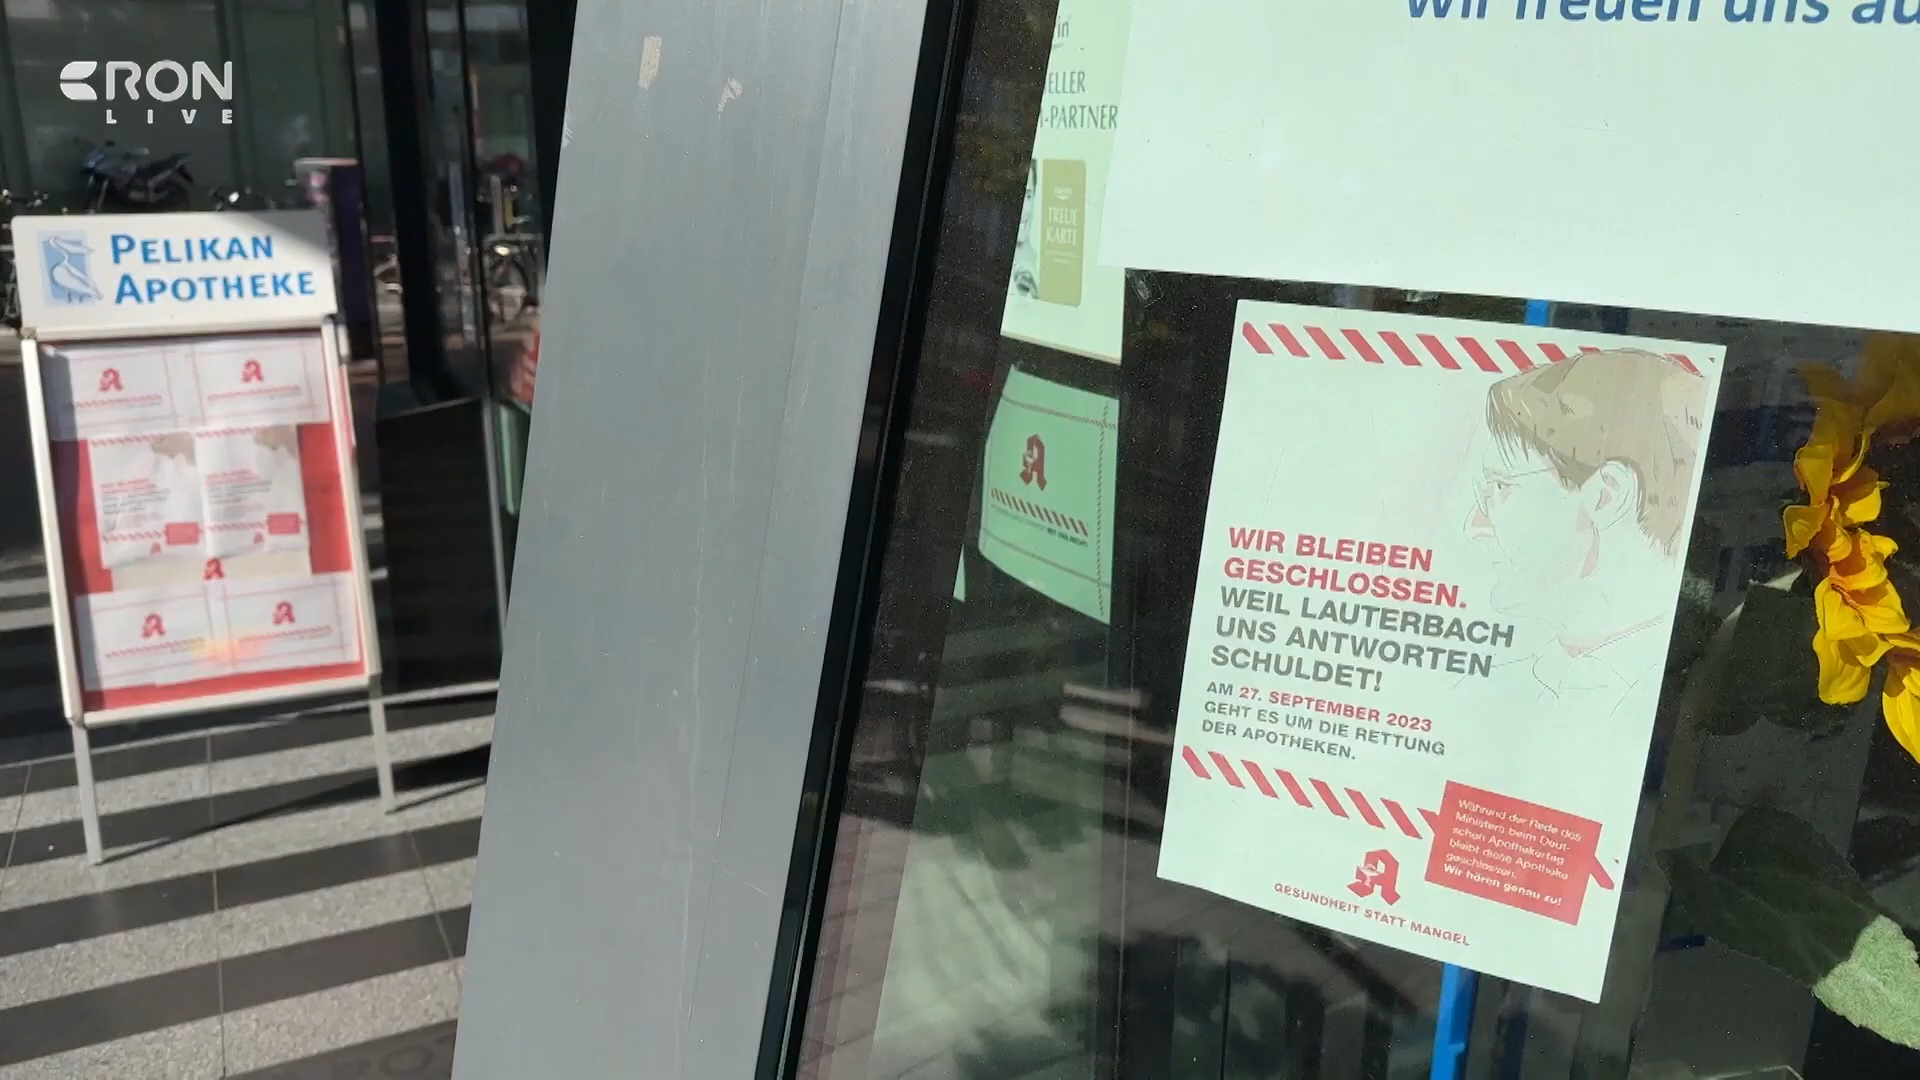 RON
LIVE
PELIKAN
APOTHEKE
Wir freuen uns au
ELLER
-PARTNER
TREUE
KARTE
WIR BLEIBEN
GESCHLOSSEN.
WEIL LAUTERBACH
UNS ANTWORTEN
SCHULDET!
AM 27. SEPTEMBER 2023
GEHT ES UM DIE RETTUNG
DER APOTHEKEN.
Während der Rede des
Ministers beim Deut-
schen Apothekertag
bleibt diese Apotheke
geschlossen.
Wir hören genau zu!
GESUNDHEIT STATT MANGEL